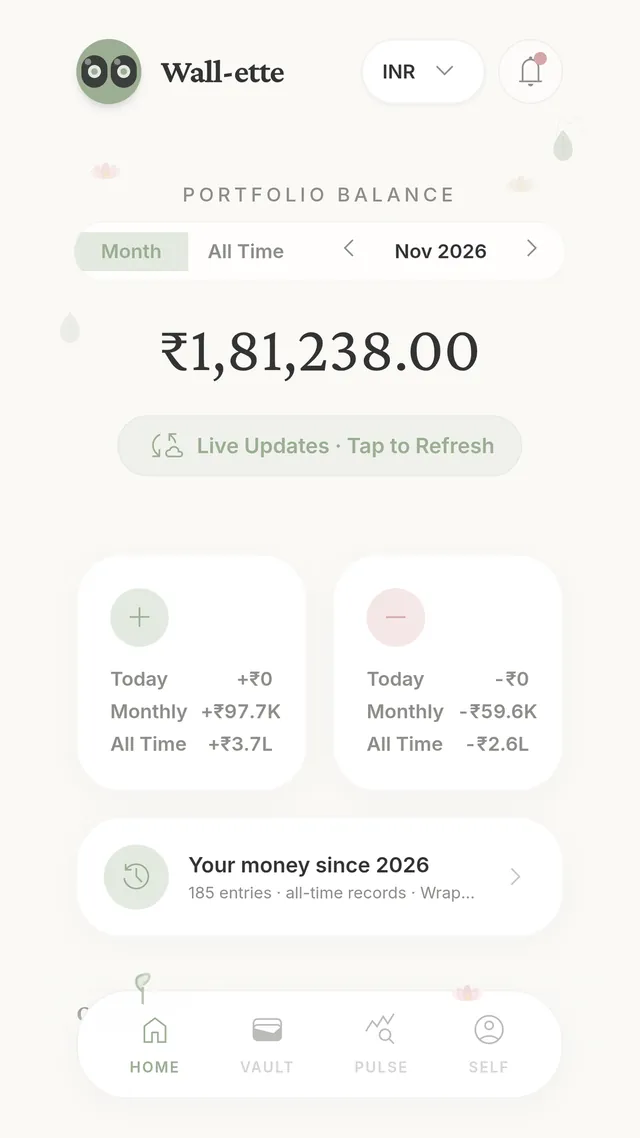 Wall-ette
INR
PORTFOLIO BALANCE
Month All Time Nov 2026
₹1,81,238.00
Live Updates · Tap to Refresh
Today +₹0
Monthly +₹97.7K
All Time +₹3.7L
Today -₹0
Monthly -₹59.6K
All Time -₹2.6L
Your money since 2026
185 entries · all-time records · Wrap...
HOME VAULT PULSE SELF